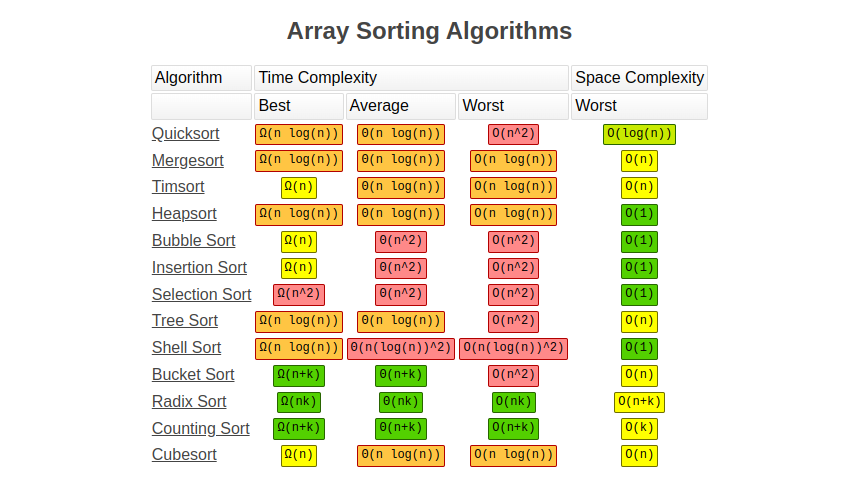 Array Sorting Algorithms
Algorithm Time Complexity Space Complexity
Best Average Worst Worst
Quicksort Ω(n log(n)) Θ(n log(n)) O(n^2) O(log(n))
Mergesort Ω(n log(n)) Θ(n log(n)) O(n log(n)) O(n)
Timsort Ω(n) Θ(n log(n)) O(n log(n)) O(n)
Heapsort Ω(n log(n)) Θ(n log(n)) O(n log(n)) O(1)
Bubble Sort Ω(n) Θ(n^2) O(n^2) O(1)
Insertion Sort Ω(n) Θ(n^2) O(n^2) O(1)
Selection Sort Ω(n^2) Θ(n^2) O(n^2) O(1)
Tree Sort Ω(n log(n)) Θ(n log(n)) O(n^2) O(n)
Shell Sort Ω(n log(n)) Θ(n(log(n))^2) O(n(log(n))^2) O(1)
Bucket Sort Ω(n+k) Θ(n+k) O(n^2) O(n)
Radix Sort Ω(nk) Θ(nk) O(nk) O(n+k)
Counting Sort Ω(n+k) Θ(n+k) O(n+k) O(k)
Cubesort Ω(n) Θ(n log(n)) O(n log(n)) O(n)